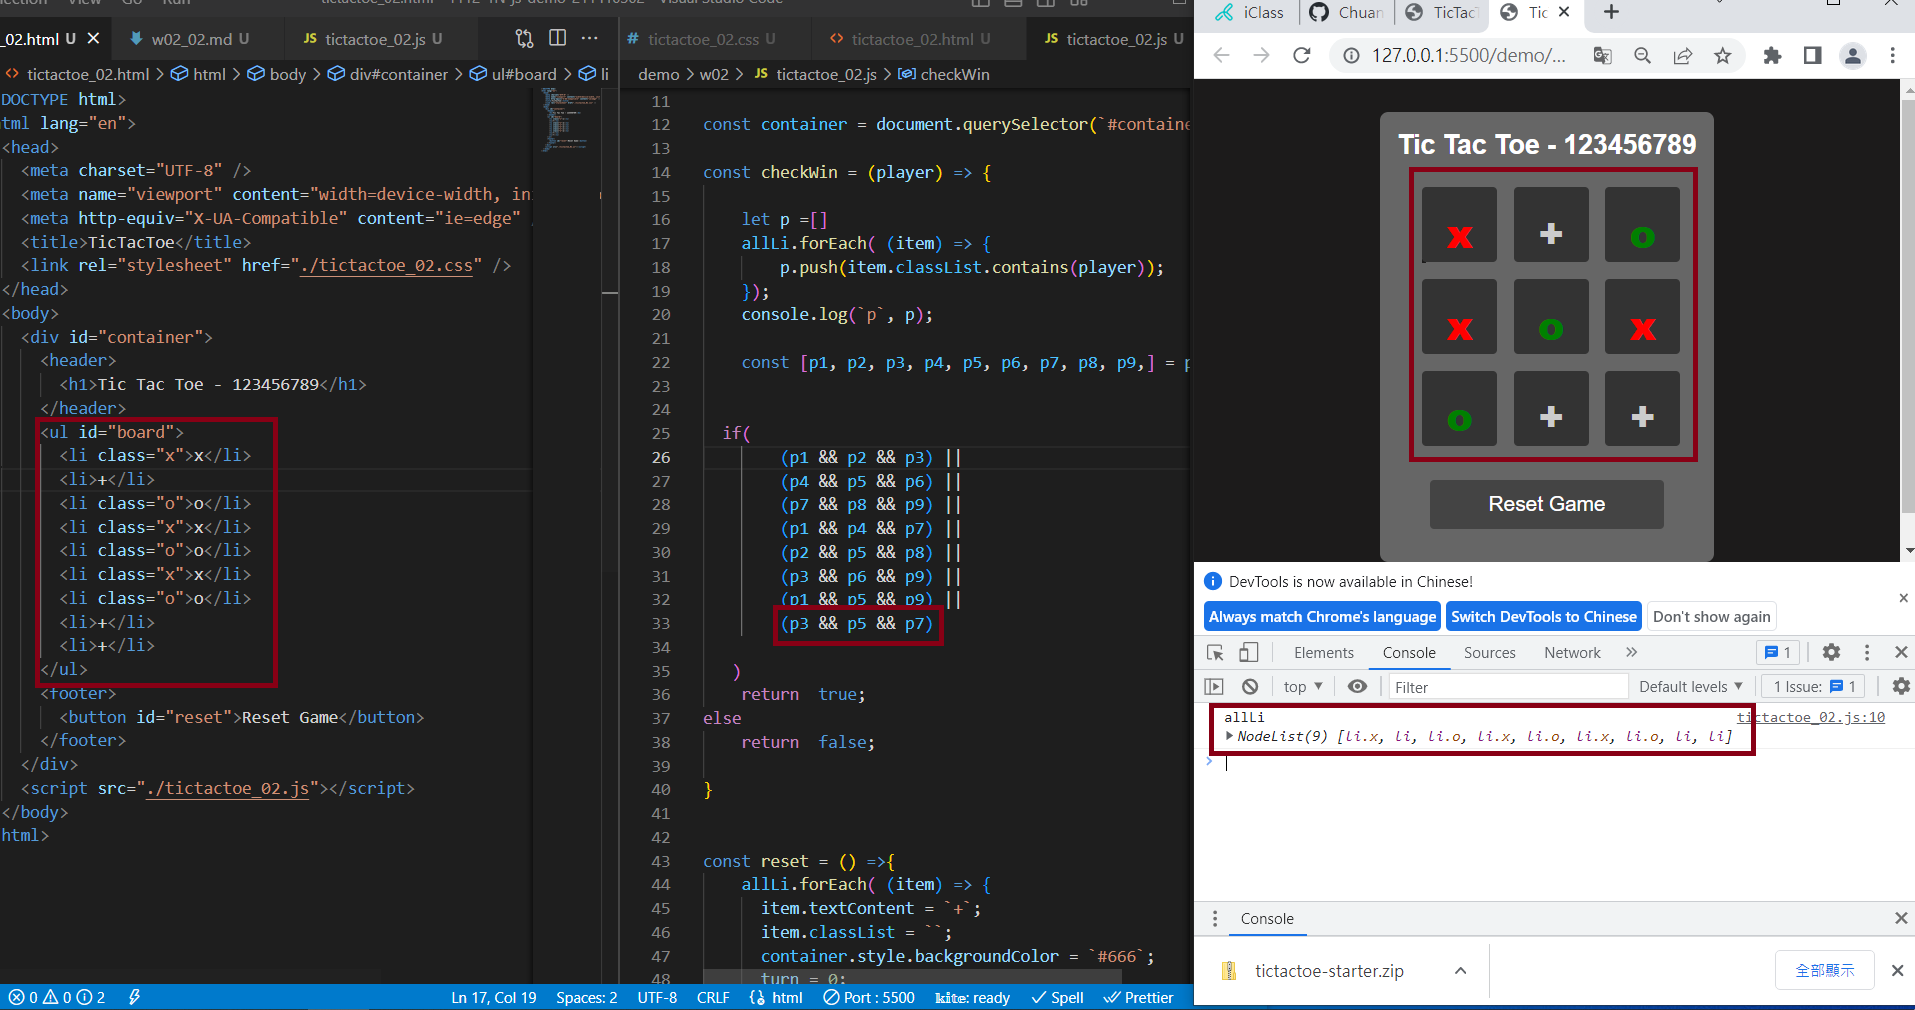 _02.html U
w02_02.md U
JS tictactoe_02.js U
tictactoe_02.html > html > body > div#container > ul#board > li
DOCTYPE html>
tml lang="en">
<head>
<meta charset="UTF-8" />
<meta name="viewport" content="width=device-width, in
<meta http-equiv="X-UA-Compatible" content="ie=edge"
<title>TicTacToe</title>
<link rel="stylesheet" href="./tictactoe_02.css" />
</head>
<body>
<div id="container">
<header>
<h1>Tic Tac Toe - 123456789</h1>
</header>
<ul id="board">
<li class="x">x</li>
<li>+</li>
<li class="o">o</li>
<li class="x">x</li>
<li class="o">o</li>
<li class="x">x</li>
<li class="o">o</li>
<li>+</li>
<li>+</li>
</ul>
<footer>
<button id="reset">Reset Game</button>
</footer>
</div>
<script src="./tictactoe_02.js"></script>
</body>
html>
# tictactoe_02.css U
<> tictactoe_02.html U
JS tictactoe_02.js U
demo > w02 > JS tictactoe_02.js > checkWin
11
12 const container = document.querySelector(`#containe
13
14 const checkWin = (player) => {
15
16 let p =[]
17 allLi.forEach( (item) => {
18 p.push(item.classList.contains(player));
19 });
20 console.log(`p`, p);
21
22 const [p1, p2, p3, p4, p5, p6, p7, p8, p9,] = p
23
24
25 if(
26 (p1 && p2 && p3) ||
27 (p4 && p5 && p6) ||
28 (p7 && p8 && p9) ||
29 (p1 && p4 && p7) ||
30 (p2 && p5 && p8) ||
31 (p3 && p6 && p9) ||
32 (p1 && p5 && p9) ||
33 (p3 && p5 && p7)
34
35 )
36 return true;
37 else
38 return false;
39
40 }
41
42
43 const reset = () =>{
44 allLi.forEach( (item) => {
45 item.textContent = `+`;
46 item.classList = ``;
47 container.style.backgroundColor = `#666`;
48 turn = 0;
0 0 2
Ln 17, Col 19 Spaces: 2 UTF-8 CRLF html Port : 5500 kite: ready Spell Prettier
iClass
Chuan
TicTacT
Tic
127.0.0.1:5500/demo/...
Tic Tac Toe - 123456789
x + o
x o x
o + +
Reset Game
DevTools is now available in Chinese!
Always match Chrome's language
Switch DevTools to Chinese
Don't show again
Elements Console Sources Network » 1
top Filter Default levels 1 Issue: 1
allLi tictactoe_02.js:10
NodeList(9) [li.x, li, li.o, li.x, li.o, li.x, li.o, li, li]
Console
tictactoe-starter.zip
全部顯示